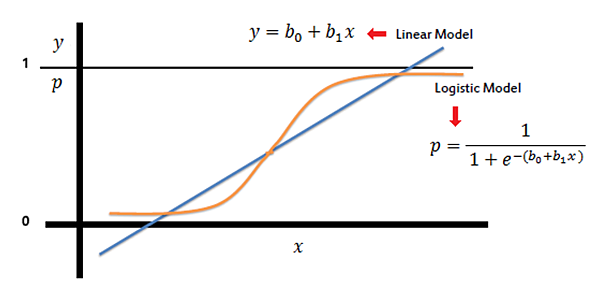 y = b₀ + b₁x
Linear Model
y
1
p
Logistic Model
p = 1 / (1 + e^−(b₀+b₁x))
0
x